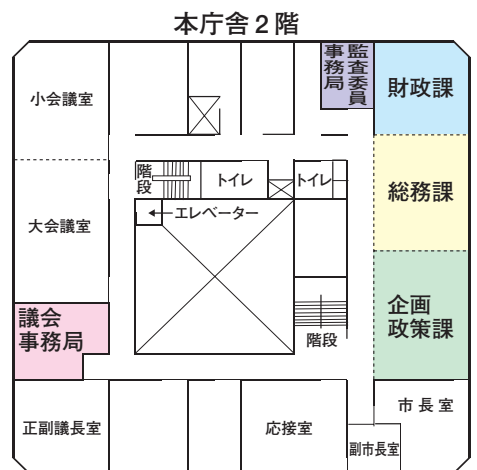 本庁舎２階
小会議室
監査委員
事務局
財政課
階段
トイレ
トイレ
総務課
大会議室
←エレベーター
議会
事務局
階段
企画
政策課
正副議長室
応接室
副市長室
市長室